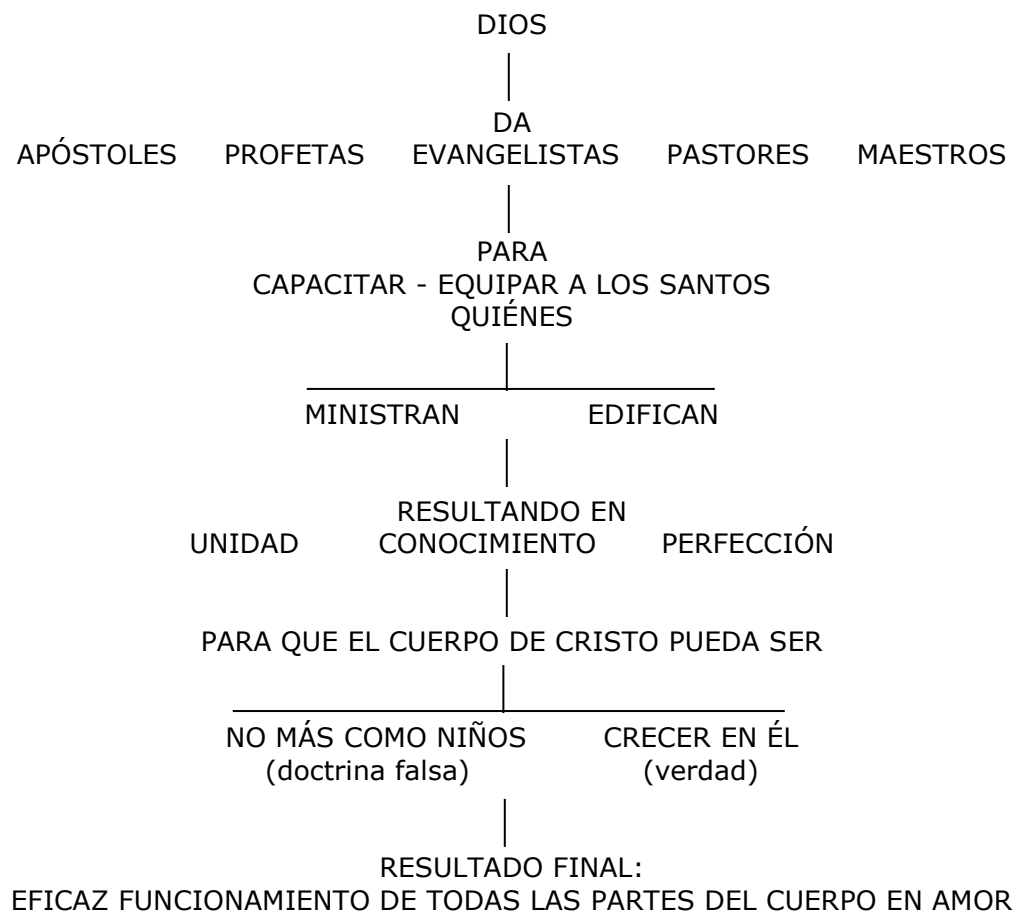 DIOS
DA
APÓSTOLES PROFETAS EVANGELISTAS PASTORES MAESTROS
PARA
CAPACITAR - EQUIPAR A LOS SANTOS
QUIÉNES
MINISTRAN EDIFICAN
RESULTANDO EN
UNIDAD CONOCIMIENTO PERFECCIÓN
PARA QUE EL CUERPO DE CRISTO PUEDA SER
NO MÁS COMO NIÑOS CRECER EN ÉL
(doctrina falsa) (verdad)
RESULTADO FINAL:
EFICAZ FUNCIONAMIENTO DE TODAS LAS PARTES DEL CUERPO EN AMOR